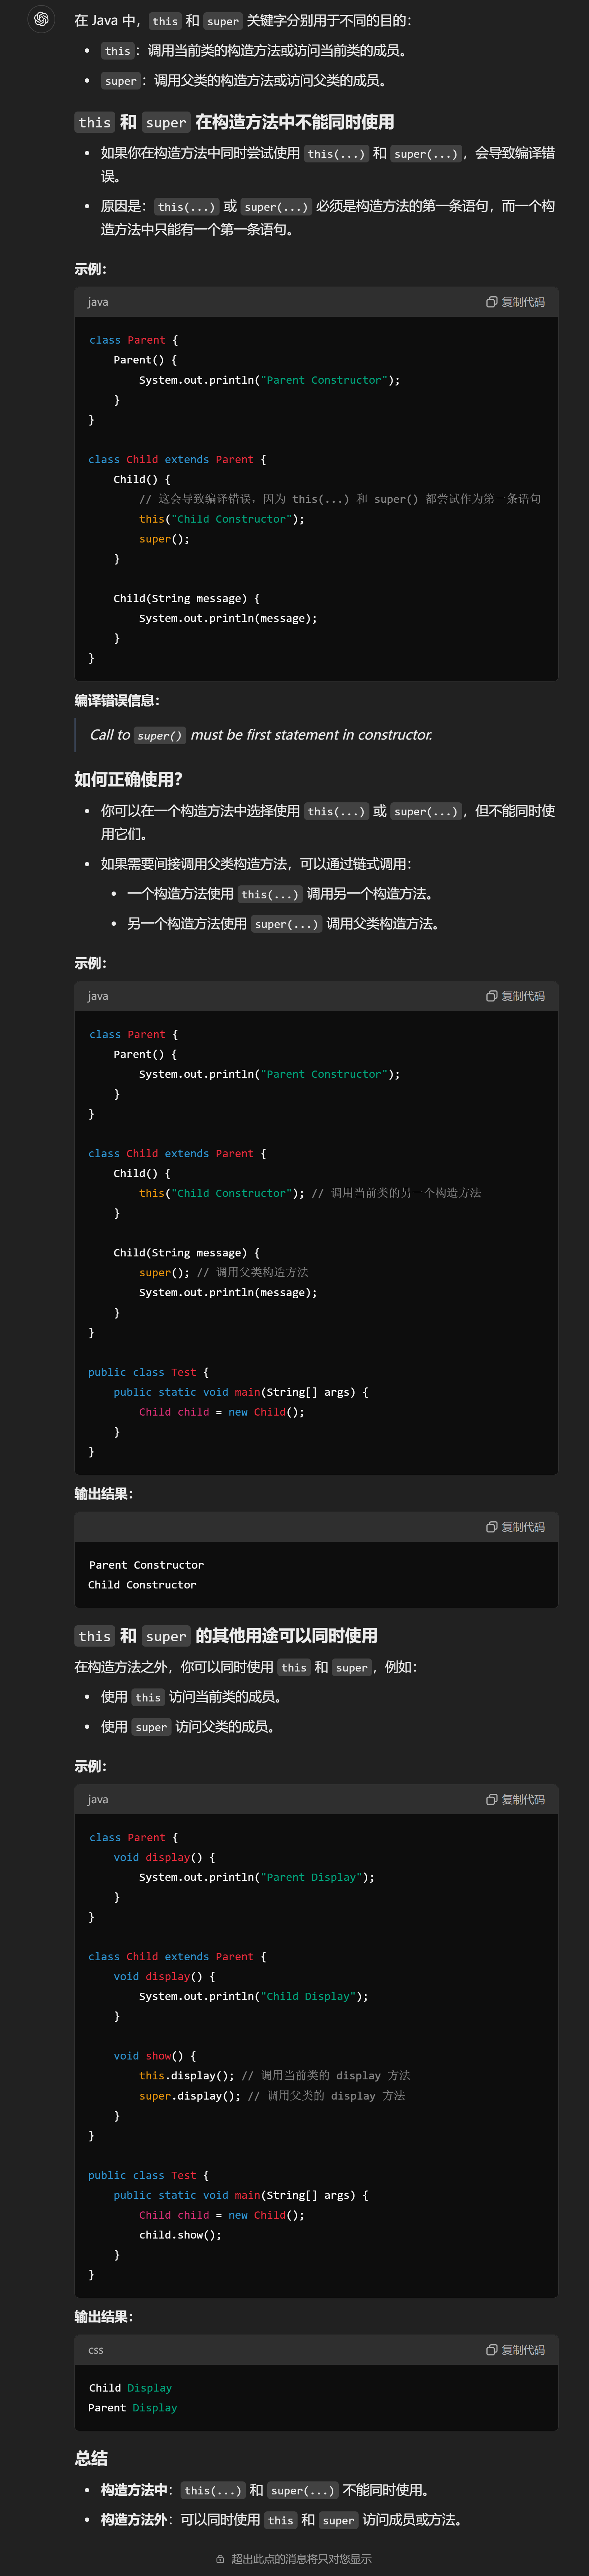 在 Java 中，this 和 super 关键字分别用于不同的目的：
• this：调用当前类的构造方法或访问当前类的成员。
• super：调用父类的构造方法或访问父类的成员。
this 和 super 在构造方法中不能同时使用
• 如果你在构造方法中同时尝试使用 this(...) 和 super(...)，会导致编译错
误。
• 原因是：this(...) 或 super(...) 必须是构造方法的第一条语句，而一个构
造方法中只能有一个第一条语句。
示例：
java 复制代码
class Parent {
    Parent() {
        System.out.println("Parent Constructor");
    }
}
class Child extends Parent {
    Child() {
        // 这会导致编译错误，因为 this(...) 和 super() 都尝试作为第一条语句
        this("Child Constructor");
        super();
    }
    Child(String message) {
        System.out.println(message);
    }
}
编译错误信息：
Call to super() must be first statement in constructor.
如何正确使用？
• 你可以在一个构造方法中选择使用 this(...) 或 super(...)，但不能同时使
用它们。
• 如果需要间接调用父类构造方法，可以通过链式调用：
• 一个构造方法使用 this(...) 调用另一个构造方法。
• 另一个构造方法使用 super(...) 调用父类构造方法。
示例：
java 复制代码
class Parent {
    Parent() {
        System.out.println("Parent Constructor");
    }
}
class Child extends Parent {
    Child() {
        this("Child Constructor"); // 调用当前类的另一个构造方法
    }
    Child(String message) {
        super(); // 调用父类构造方法
        System.out.println(message);
    }
}
public class Test {
    public static void main(String[] args) {
        Child child = new Child();
    }
}
输出结果：
复制代码
Parent Constructor
Child Constructor
this 和 super 的其他用途可以同时使用
在构造方法之外，你可以同时使用 this 和 super，例如：
• 使用 this 访问当前类的成员。
• 使用 super 访问父类的成员。
示例：
java 复制代码
class Parent {
    void display() {
        System.out.println("Parent Display");
    }
}
class Child extends Parent {
    void display() {
        System.out.println("Child Display");
    }
    void show() {
        this.display(); // 调用当前类的 display 方法
        super.display(); // 调用父类的 display 方法
    }
}
public class Test {
    public static void main(String[] args) {
        Child child = new Child();
        child.show();
    }
}
输出结果：
css 复制代码
Child Display
Parent Display
总结
• 构造方法中：this(...) 和 super(...) 不能同时使用。
• 构造方法外：可以同时使用 this 和 super 访问成员或方法。
超出此点的消息将只对您显示